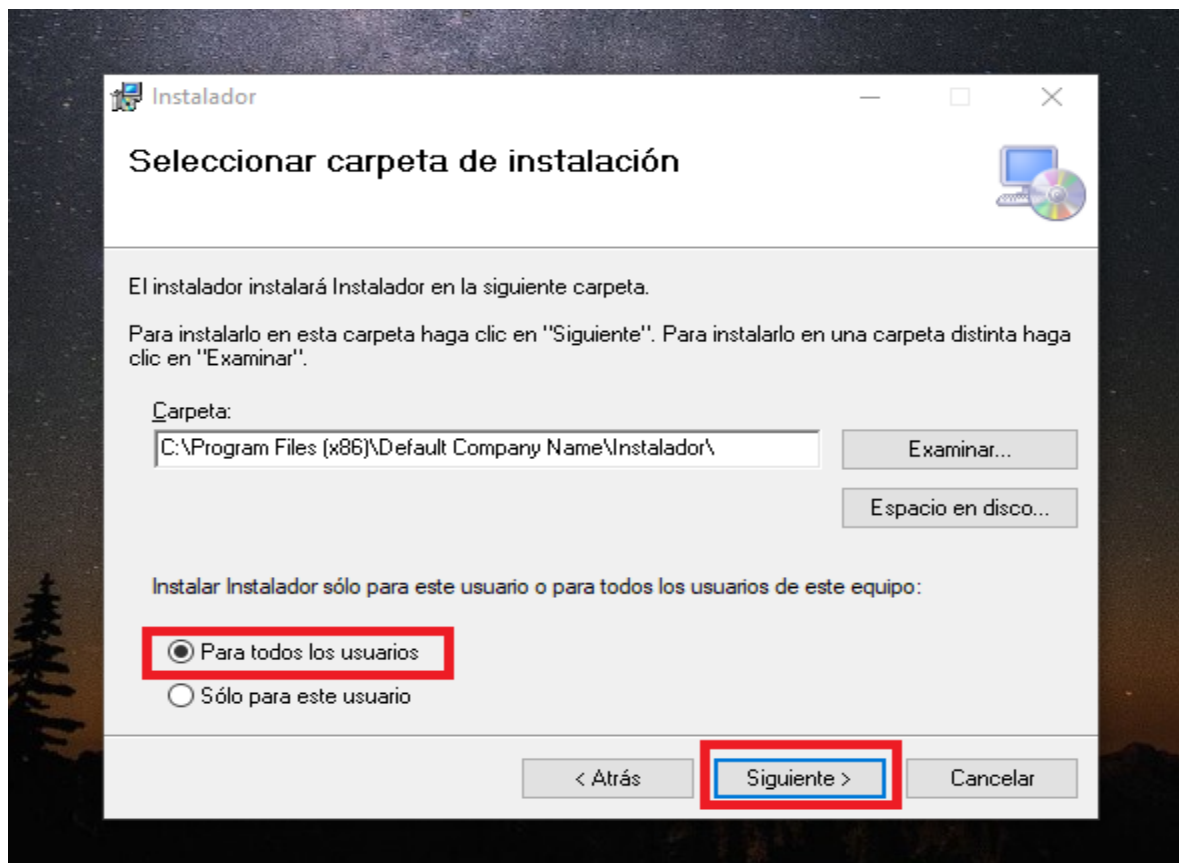 Instalador
Seleccionar carpeta de instalación
El instalador instalará Instalador en la siguiente carpeta.
Para instalarlo en esta carpeta haga clic en "Siguiente". Para instalarlo en una carpeta distinta haga
clic en "Examinar".
Carpeta:
C:\Program Files (x86)\Default Company Name\Instalador\
Examinar...
Espacio en disco...
Instalar Instalador sólo para este usuario o para todos los usuarios de este equipo:
Para todos los usuarios
Sólo para este usuario
< Atrás
Siguiente >
Cancelar